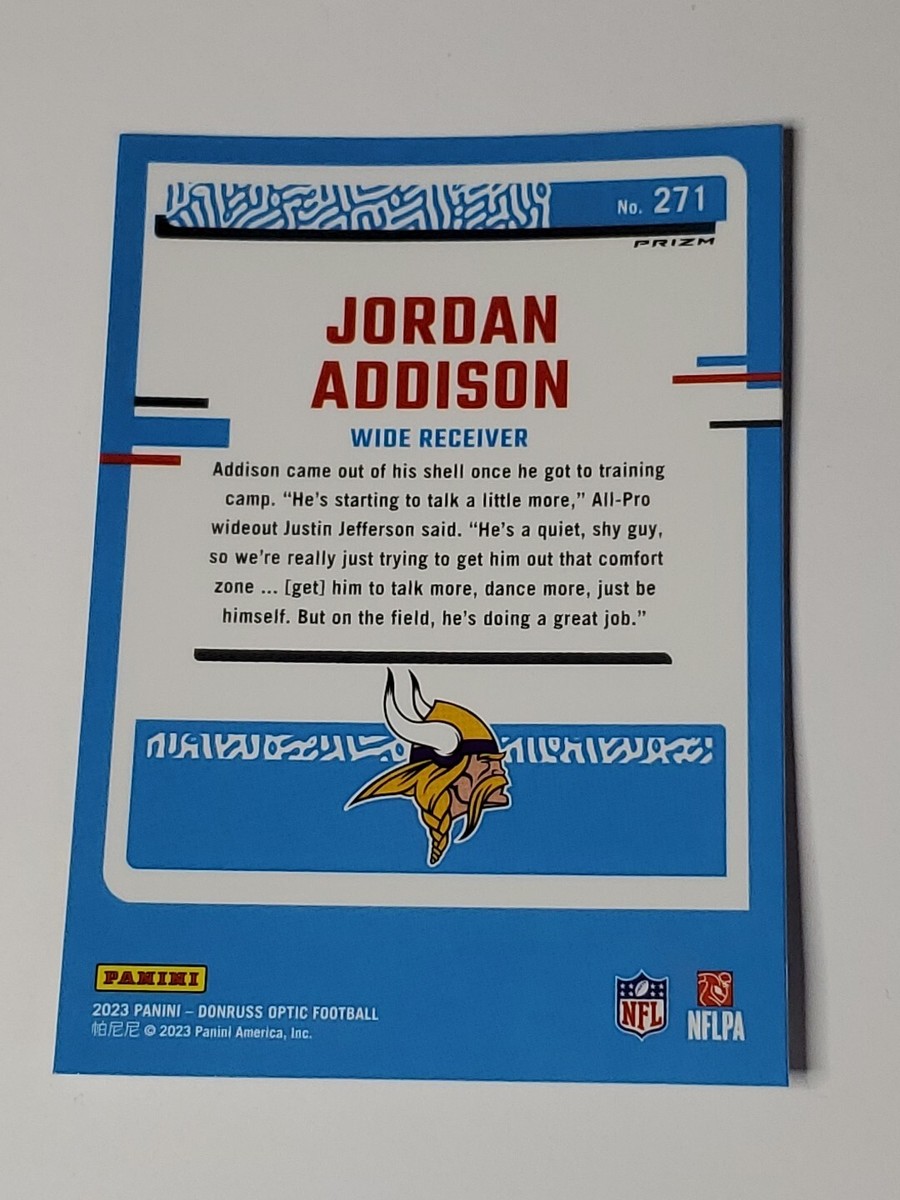 No. 271
PRIZM
JORDAN
ADDISON
WIDE RECEIVER
Addison came out of his shell once he got to training
camp. “He’s starting to talk a little more,” All-Pro
wideout Justin Jefferson said. “He’s a quiet, shy guy,
so we’re really just trying to get him out that comfort
zone ... [get] him to talk more, dance more, just be
himself. But on the field, he’s doing a great job.”
PANINI
2023 PANINI – DONRUSS OPTIC FOOTBALL
帕尼尼 © 2023 Panini America, Inc.
NFL
NFLPA